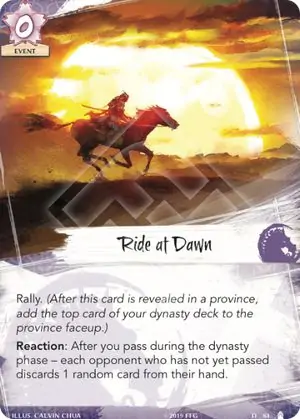 0
EVENT
Ride at Dawn
Rally. (After this card is revealed in a province,
add the top card of your dynasty deck to the
province faceup.)
Reaction: After you pass during the dynasty
phase – each opponent who has not yet passed
discards 1 random card from their hand.
ILLUS. CALVIN CHUA
© 2019 FFG
D